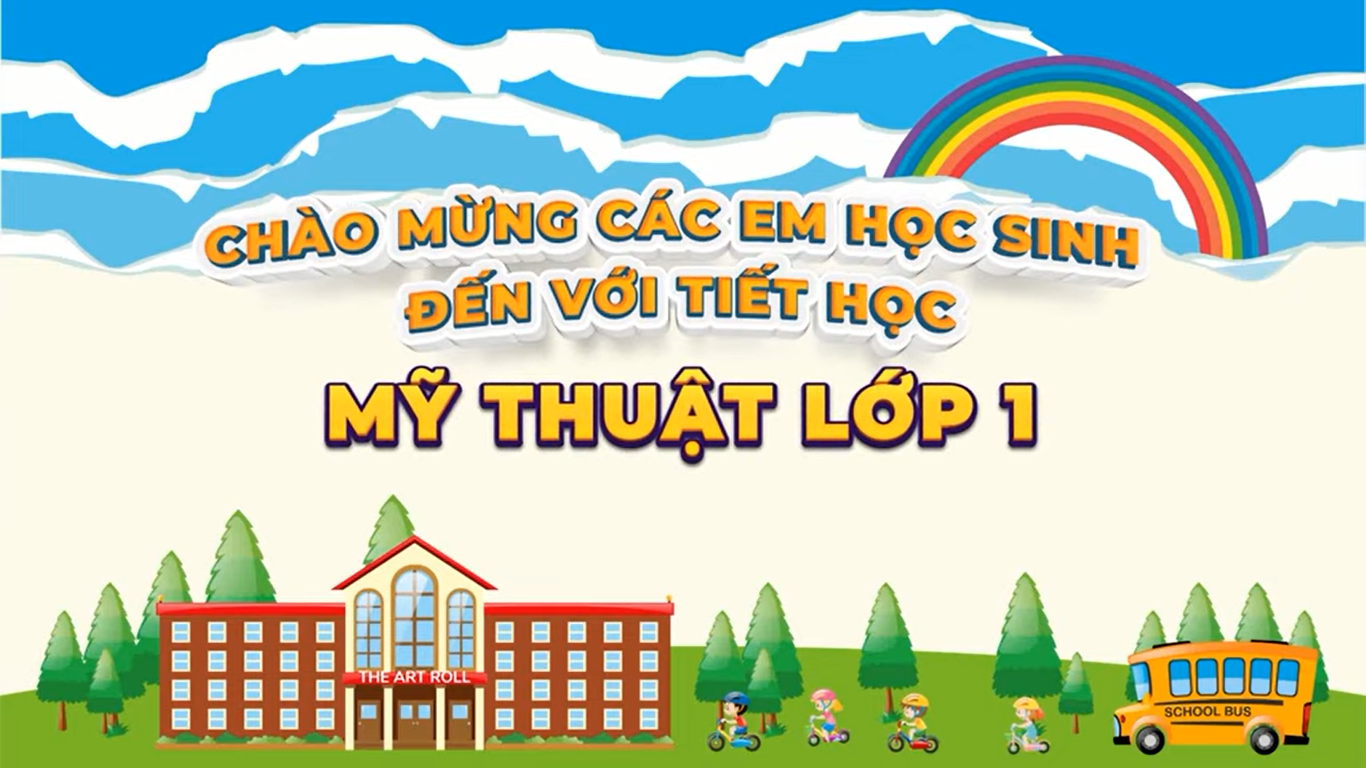 CHÀO MỪNG CÁC EM HỌC SINH
ĐẾN VỚI TIẾT HỌC
MỸ THUẬT LỚP 1
THE ART ROLL
SCHOOL BUS